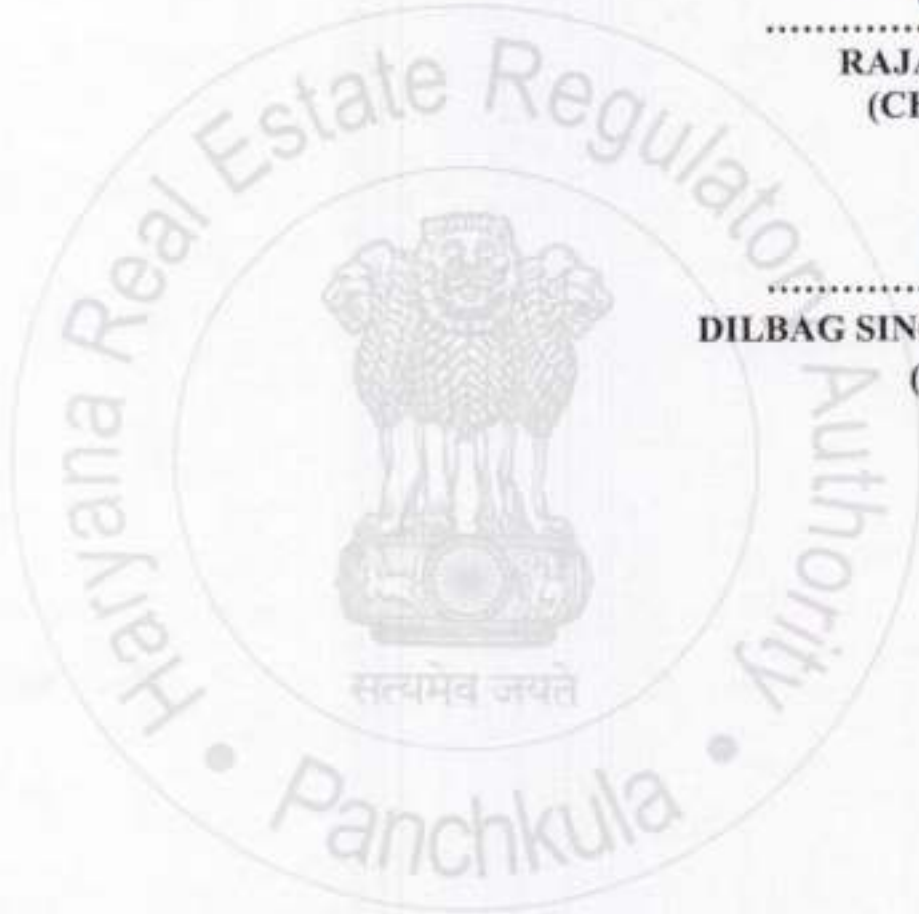 RAJA
(CH
DILBAG SIN
(
Haryana Real Estate Regulatory Authority
सत्यमेव जयते
• Panchkula •